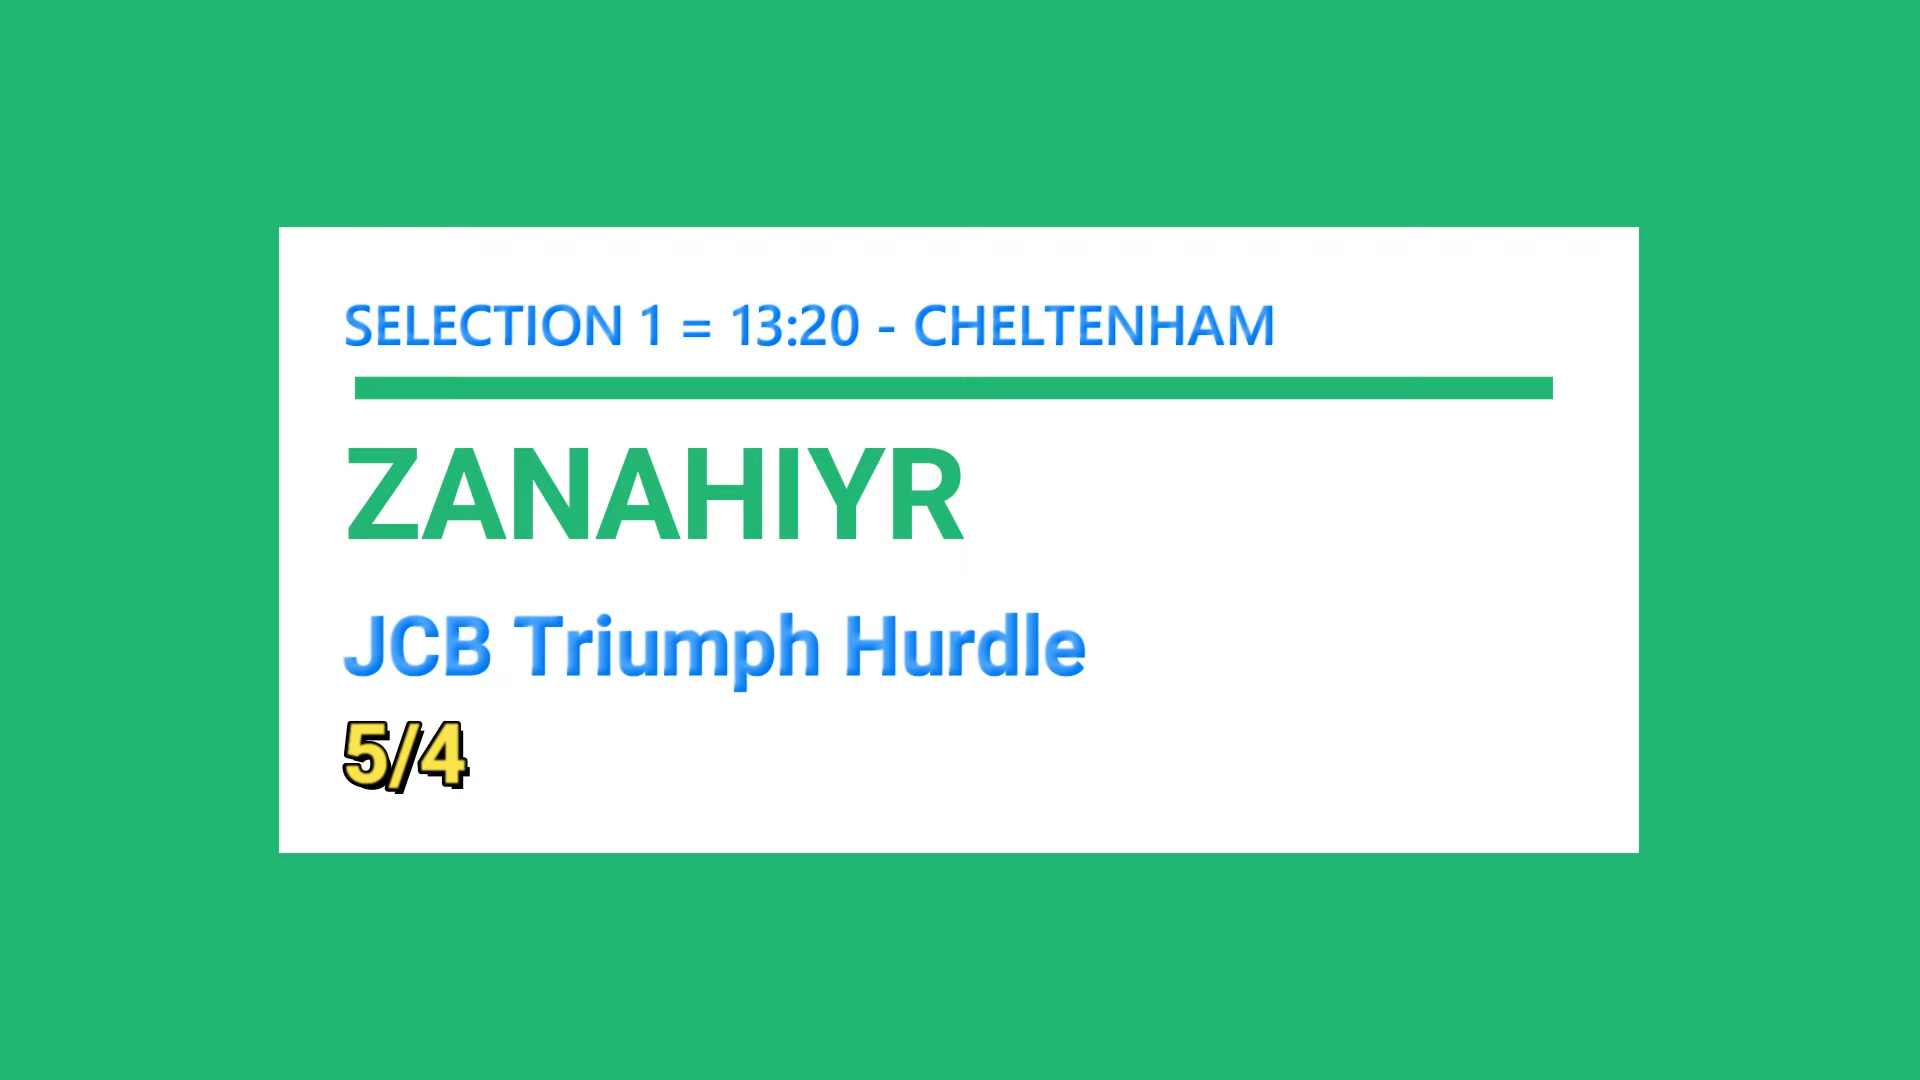 SELECTION 1 = 13:20 - CHELTENHAM
ZANAHIYR
JCB Triumph Hurdle
5/4